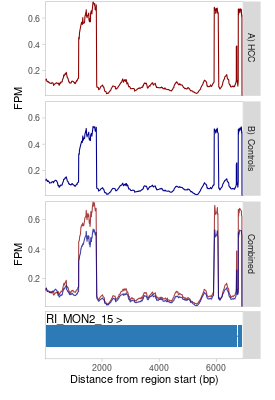 0.6
0.4
0.2
FPM
A) HCC
0.6
0.4
0.2
B) Controls
0.6
0.4
0.2
FPM
Combined
RI_MON2_15 >
2000 4000 6000
Distance from region start (bp)